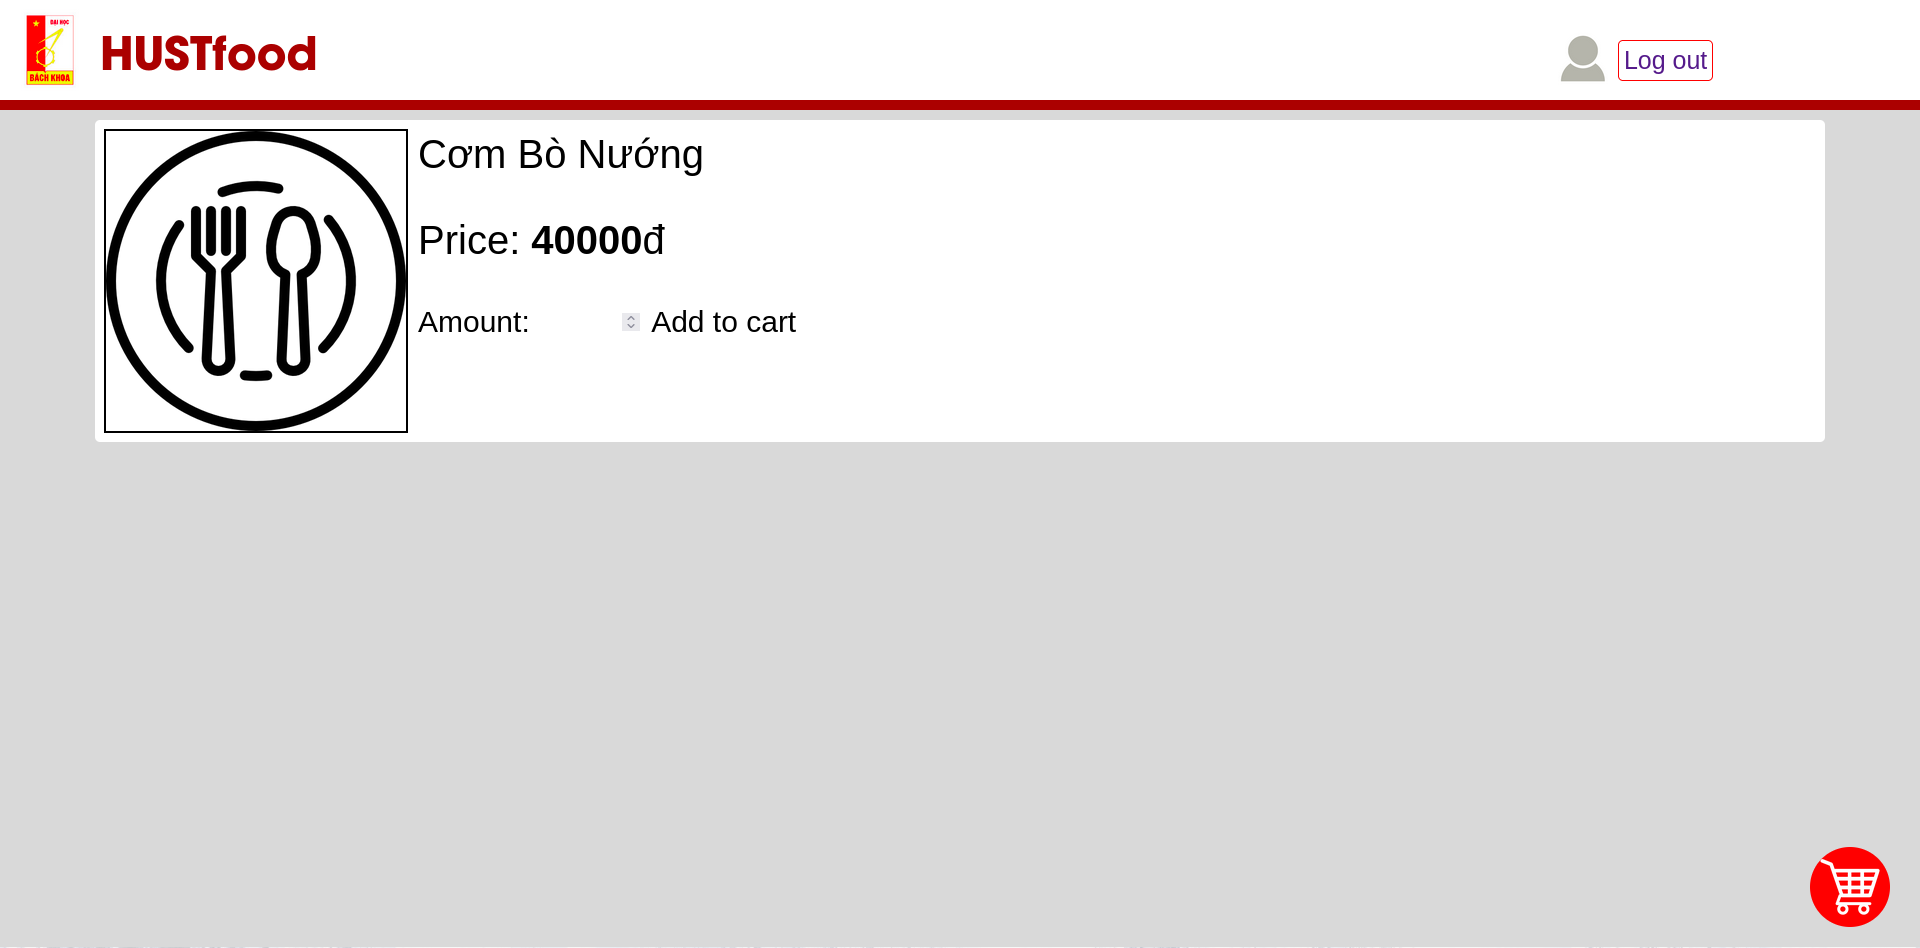 ĐẠI HỌC
BÁCH KHOA
HUSTfood
Log out
Cơm Bò Nướng
Price: 40000đ
Amount: Add to cart